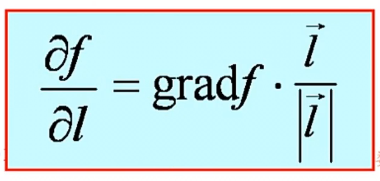 ∂f/∂l = gradf · l⃗/|l⃗|